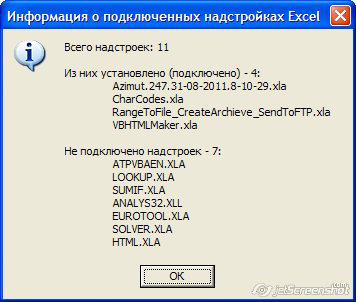 Информация о подключенных надстройках Excel
Всего надстроек: 11
Из них установлено (подключено) - 4:
Azimut.247.31-08-2011.8-10-29.xla
CharCodes.xla
RangeToFile_CreateArchieve_SendToFTP.xla
VBHTMLMaker.xla
Не подключено надстроек - 7:
ATPVBAEN.XLA
LOOKUP.XLA
SUMIF.XLA
ANALYS32.XLL
EUROTOOL.XLA
SOLVER.XLA
HTML.XLA
OK
jetScreenshot
.com